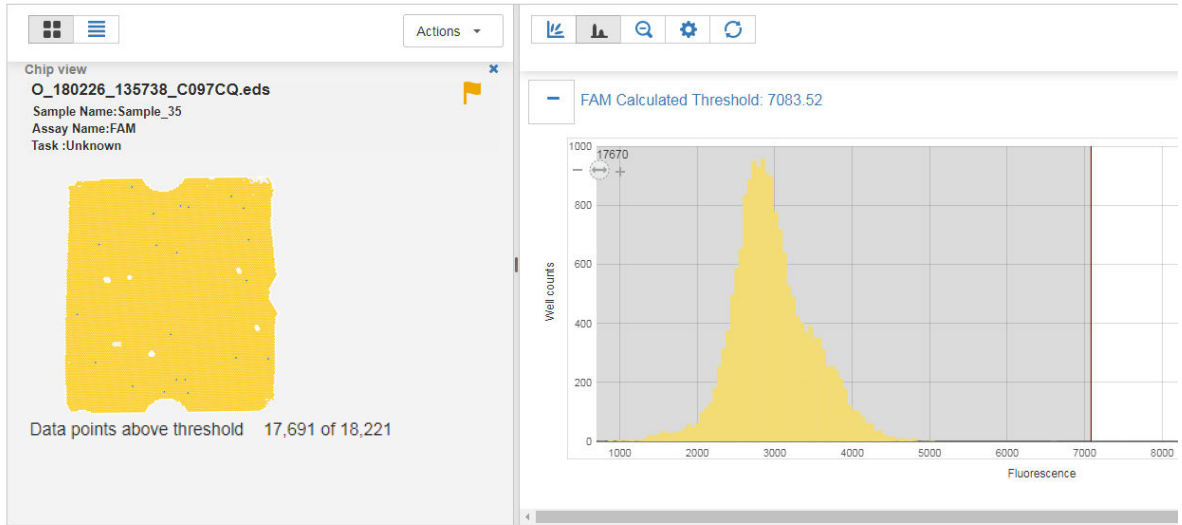 Actions
Chip view
O_180226_135738_C097CQ.eds
Sample Name:Sample_35
Assay Name:FAM
Task :Unknown
Data points above threshold 17,691 of 18,221
FAM Calculated Threshold: 7083.52
17670
1000
800
600
400
200
0
Well counts
1000 2000 3000 4000 5000 6000 7000 8000
Fluorescence